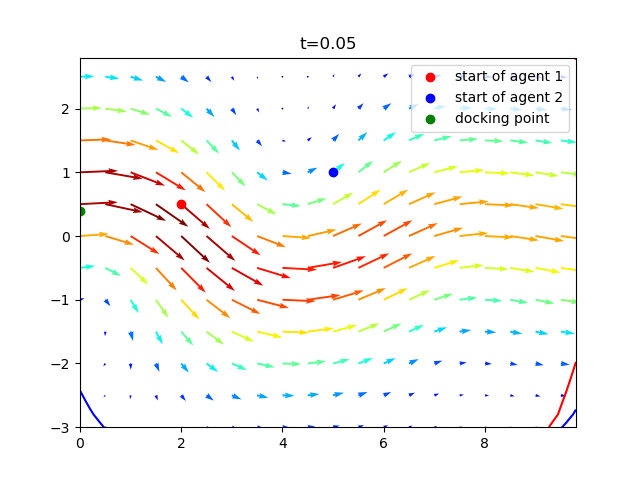 t=0.05
start of agent 1
start of agent 2
docking point
2
1
0
−1
−2
−3
0 2 4 6 8